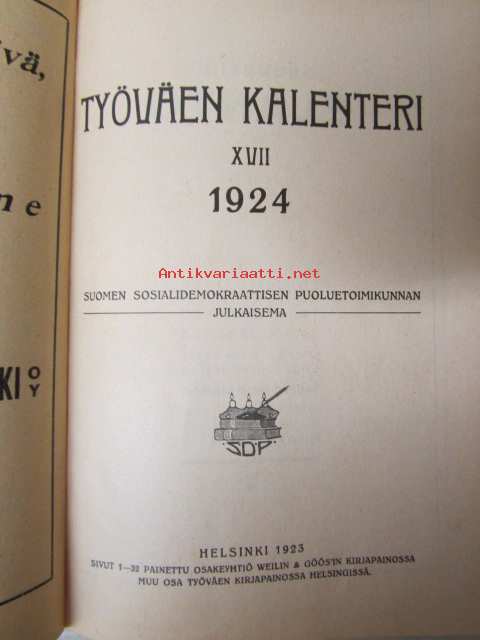 ivä,
ne
KI OY
TYÖVÄEN KALENTERI
XVII
1924
Antikvariaatti.net
SUOMEN SOSIALIDEMOKRAATTISEN PUOLUETOIMIKUNNAN
JULKAISEMA
SDP.
HELSINKI 1923
SIVUT 1—32 PAINETTU OSAKEYHTIÖ WEILIN & GÖÖS'IN KIRJAPAINOSSA
MUU OSA TYÖVÄEN KIRJAPAINOSSA HELSINGISSÄ.